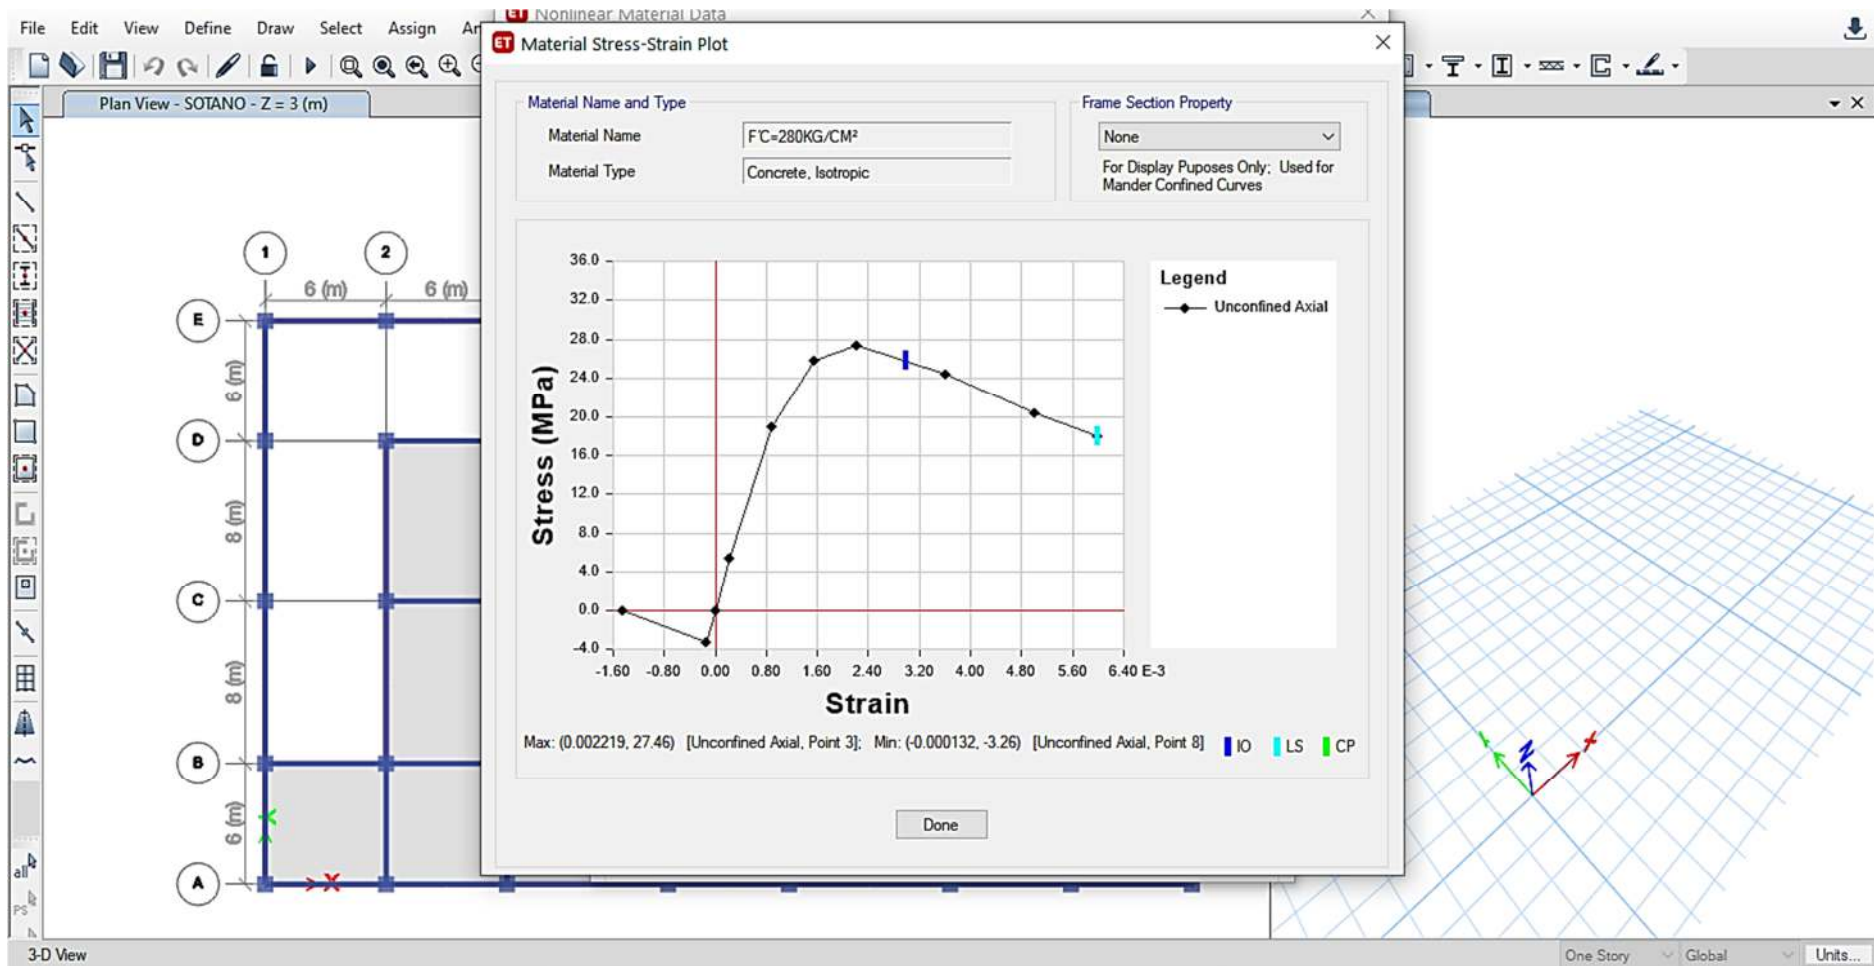 Nonlinear Material Data
File Edit View Define Draw Select Assign An
Material Stress-Strain Plot
Plan View - SOTANO - Z = 3 (m)
Material Name and Type
Material Name F'C=280KG/CM²
Material Type Concrete, Isotropic
Frame Section Property
None
For Display Puposes Only; Used for
Mander Confined Curves
1 2
6 (m) 6 (m)
E
6 (m)
D
8 (m)
C
8 (m)
B
6 (m)
A
X
Stress (MPa)
36.0
32.0
28.0
24.0
20.0
16.0
12.0
8.0
4.0
0.0
-4.0
-1.60 -0.80 0.00 0.80 1.60 2.40 3.20 4.00 4.80 5.60 6.40 E-3
Strain
Legend
Unconfined Axial
Max: (0.002219, 27.46) [Unconfined Axial, Point 3]; Min: (-0.000132, -3.26) [Unconfined Axial, Point 8] IO LS CP
Done
all
PS
3-D View One Story Global Units...